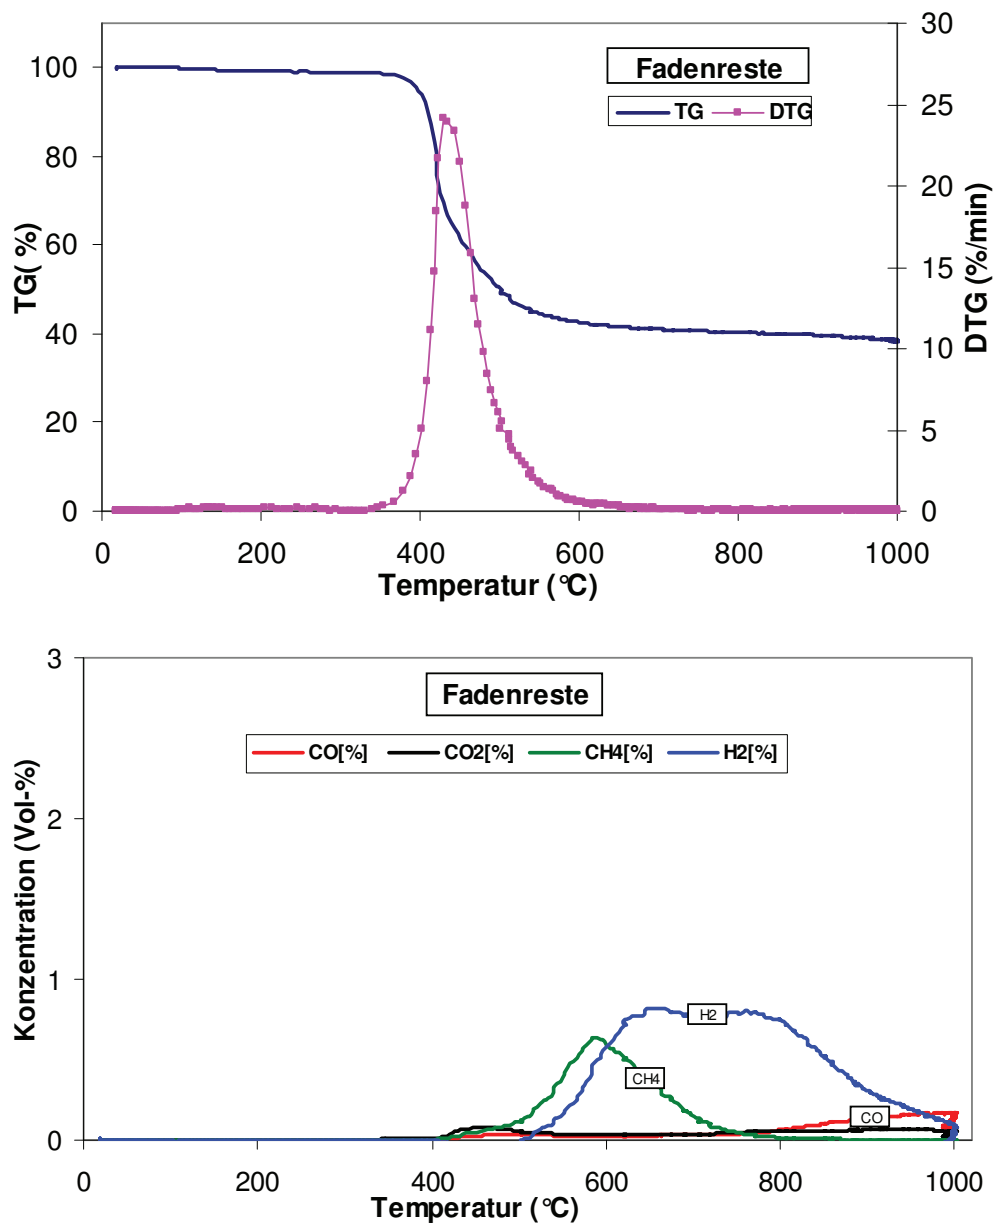 30
100
Fadenreste
TG DTG
25
80
20
60
TG( %)
15
DTG (%/min)
40
10
20
5
0
0
0 200 400 600 800 1000
Temperatur (°C)
3
Fadenreste
CO[%] CO2[%] CH4[%] H2[%]
2
Konzentration (Vol-%)
1
H2
CH4
CO
0
0 200 400 600 800 1000
Temperatur (°C)